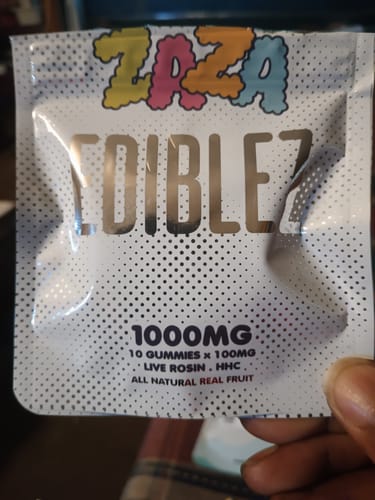 ZAZA
EDIBLEZ
1000MG
10 GUMMIES x 100MG
LIVE ROSIN . HHC
ALL NATURAL REAL FRUIT